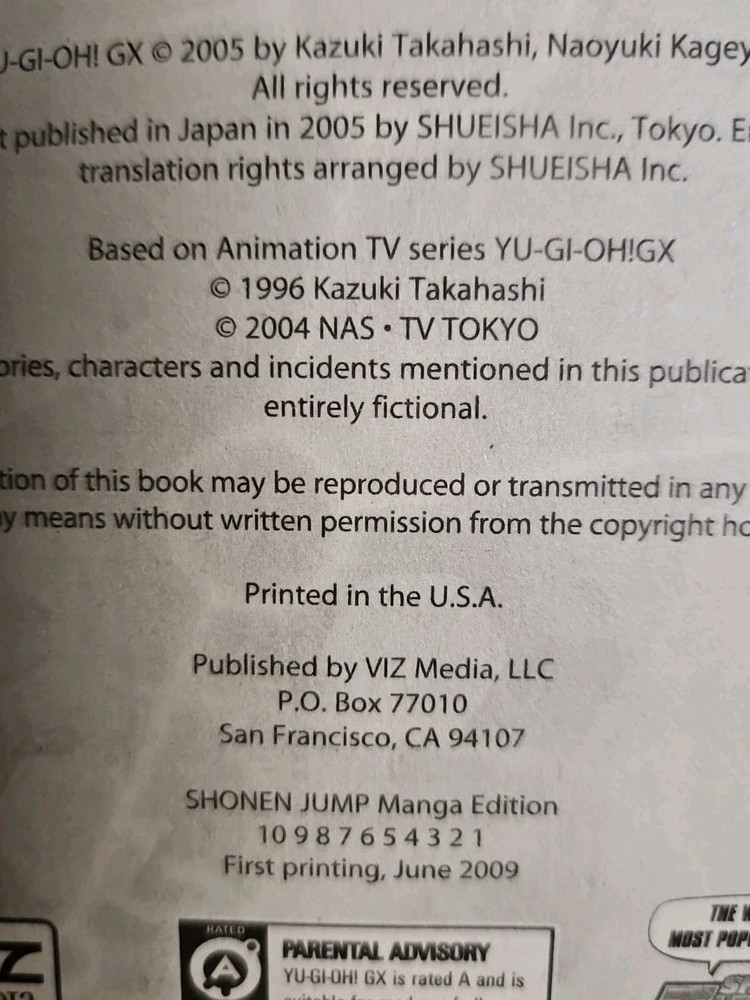 U-GI-OH! GX © 2005 by Kazuki Takahashi, Naoyuki Kagey
All rights reserved.
t published in Japan in 2005 by SHUEISHA Inc., Tokyo. E
translation rights arranged by SHUEISHA Inc.
Based on Animation TV series YU-GI-OH!GX
© 1996 Kazuki Takahashi
© 2004 NAS • TV TOKYO
ories, characters and incidents mentioned in this publica
entirely fictional.
tion of this book may be reproduced or transmitted in any
y means without written permission from the copyright ho
Printed in the U.S.A.
Published by VIZ Media, LLC
P.O. Box 77010
San Francisco, CA 94107
SHONEN JUMP Manga Edition
10 9 8 7 6 5 4 3 2 1
First printing, June 2009
RATED
A
PARENTAL ADVISORY
YU-GI-OH! GX is rated A and is
THE W
MOST POP